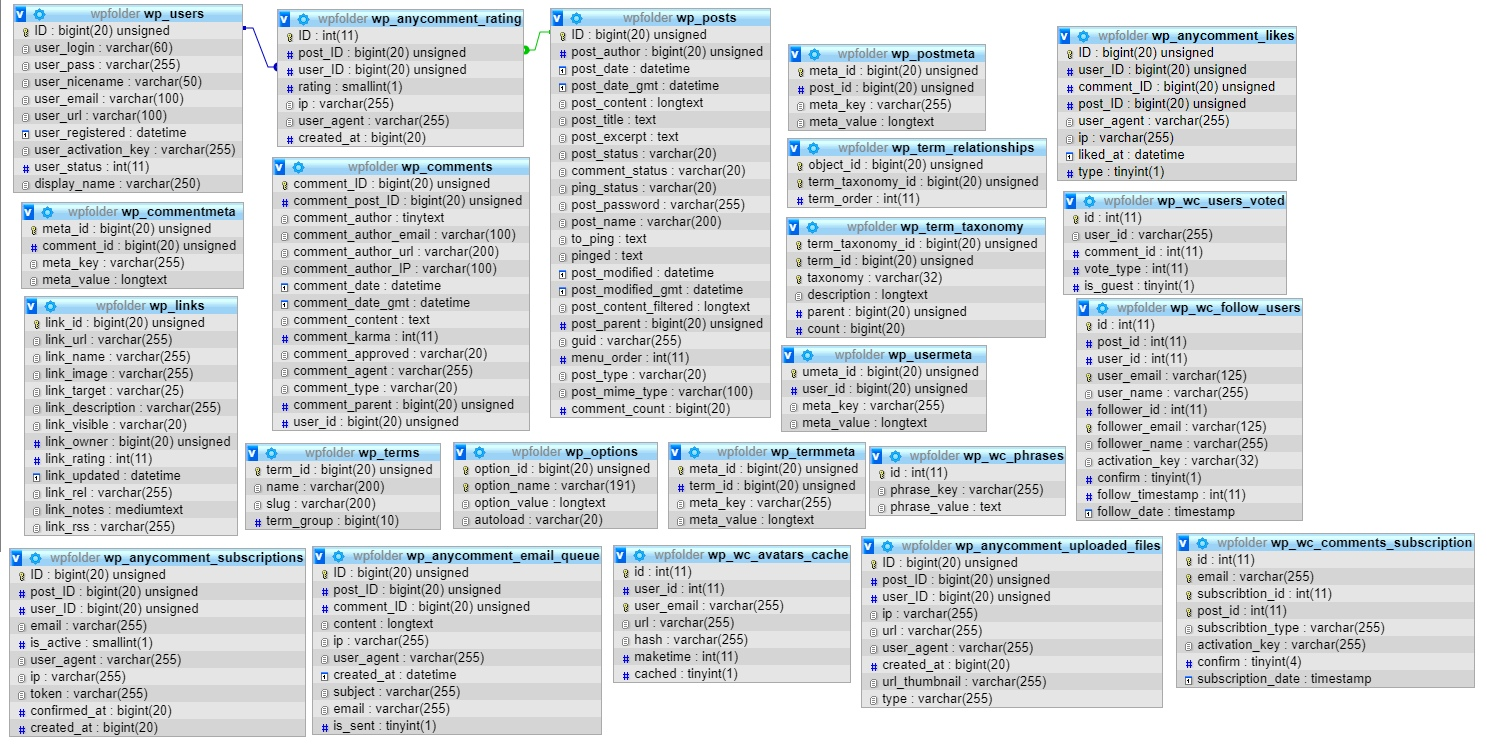 wpfolder wp_users
ID : bigint(20) unsigned
user_login : varchar(60)
user_pass : varchar(255)
user_nicename : varchar(50)
user_email : varchar(100)
user_url : varchar(100)
user_registered : datetime
user_activation_key : varchar(255)
user_status : int(11)
display_name : varchar(250)
wpfolder wp_commentmeta
meta_id : bigint(20) unsigned
comment_id : bigint(20) unsigned
meta_key : varchar(255)
meta_value : longtext
wpfolder wp_links
link_id : bigint(20) unsigned
link_url : varchar(255)
link_name : varchar(255)
link_image : varchar(255)
link_target : varchar(25)
link_description : varchar(255)
link_visible : varchar(20)
link_owner : bigint(20) unsigned
link_rating : int(11)
link_updated : datetime
link_rel : varchar(255)
link_notes : mediumtext
link_rss : varchar(255)
wpfolder wp_anycomment_rating
ID : int(11)
post_ID : bigint(20) unsigned
user_ID : bigint(20) unsigned
rating : smallint(1)
ip : varchar(255)
user_agent : varchar(255)
created_at : bigint(20)
wpfolder wp_comments
comment_ID : bigint(20) unsigned
comment_post_ID : bigint(20) unsigned
comment_author : tinytext
comment_author_email : varchar(100)
comment_author_url : varchar(200)
comment_author_IP : varchar(100)
comment_date : datetime
comment_date_gmt : datetime
comment_content : text
comment_karma : int(11)
comment_approved : varchar(20)
comment_agent : varchar(255)
comment_type : varchar(20)
comment_parent : bigint(20) unsigned
user_id : bigint(20) unsigned
wpfolder wp_posts
ID : bigint(20) unsigned
post_author : bigint(20) unsigned
post_date : datetime
post_date_gmt : datetime
post_content : longtext
post_title : text
post_excerpt : text
post_status : varchar(20)
comment_status : varchar(20)
ping_status : varchar(20)
post_password : varchar(255)
post_name : varchar(200)
to_ping : text
pinged : text
post_modified : datetime
post_modified_gmt : datetime
post_content_filtered : longtext
post_parent : bigint(20) unsigned
guid : varchar(255)
menu_order : int(11)
post_type : varchar(20)
post_mime_type : varchar(100)
comment_count : bigint(20)
wpfolder wp_postmeta
meta_id : bigint(20) unsigned
post_id : bigint(20) unsigned
meta_key : varchar(255)
meta_value : longtext
wpfolder wp_term_relationships
object_id : bigint(20) unsigned
term_taxonomy_id : bigint(20) unsigned
term_order : int(11)
wpfolder wp_term_taxonomy
term_taxonomy_id : bigint(20) unsigned
term_id : bigint(20) unsigned
taxonomy : varchar(32)
description : longtext
parent : bigint(20) unsigned
count : bigint(20)
wpfolder wp_usermeta
umeta_id : bigint(20) unsigned
user_id : bigint(20) unsigned
meta_key : varchar(255)
meta_value : longtext
wpfolder wp_anycomment_likes
ID : bigint(20) unsigned
user_ID : bigint(20) unsigned
comment_ID : bigint(20) unsigned
post_ID : bigint(20) unsigned
user_agent : varchar(255)
ip : varchar(255)
liked_at : datetime
type : tinyint(1)
wpfolder wp_wc_users_voted
id : int(11)
user_id : varchar(255)
comment_id : int(11)
vote_type : int(11)
is_guest : tinyint(1)
wpfolder wp_wc_follow_users
id : int(11)
post_id : int(11)
user_id : int(11)
user_email : varchar(125)
user_name : varchar(255)
follower_id : int(11)
follower_email : varchar(125)
follower_name : varchar(255)
activation_key : varchar(32)
confirm : tinyint(1)
follow_timestamp : int(11)
follow_date : timestamp
wpfolder wp_terms
term_id : bigint(20) unsigned
name : varchar(200)
slug : varchar(200)
term_group : bigint(10)
wpfolder wp_options
option_id : bigint(20) unsigned
option_name : varchar(191)
option_value : longtext
autoload : varchar(20)
wpfolder wp_termmeta
meta_id : bigint(20) unsigned
term_id : bigint(20) unsigned
meta_key : varchar(255)
meta_value : longtext
wpfolder wp_wc_phrases
id : int(11)
phrase_key : varchar(255)
phrase_value : text
wpfolder wp_anycomment_subscriptions
ID : bigint(20) unsigned
post_ID : bigint(20) unsigned
user_ID : bigint(20) unsigned
email : varchar(255)
is_active : smallint(1)
user_agent : varchar(255)
ip : varchar(255)
token : varchar(255)
confirmed_at : bigint(20)
created_at : bigint(20)
wpfolder wp_anycomment_email_queue
ID : bigint(20) unsigned
post_ID : bigint(20) unsigned
comment_ID : bigint(20) unsigned
content : longtext
ip : varchar(255)
user_agent : varchar(255)
created_at : datetime
subject : varchar(255)
email : varchar(255)
is_sent : tinyint(1)
wpfolder wp_wc_avatars_cache
id : int(11)
user_id : int(11)
user_email : varchar(255)
url : varchar(255)
hash : varchar(255)
maketime : int(11)
cached : tinyint(1)
wpfolder wp_anycomment_uploaded_files
ID : bigint(20) unsigned
post_ID : bigint(20) unsigned
user_ID : bigint(20) unsigned
ip : varchar(255)
url : varchar(255)
user_agent : varchar(255)
created_at : bigint(20)
url_thumbnail : varchar(255)
type : varchar(255)
wpfolder wp_wc_comments_subscription
id : int(11)
email : varchar(255)
subscribtion_id : int(11)
post_id : int(11)
subscribtion_type : varchar(255)
activation_key : varchar(255)
confirm : tinyint(4)
subscription_date : timestamp